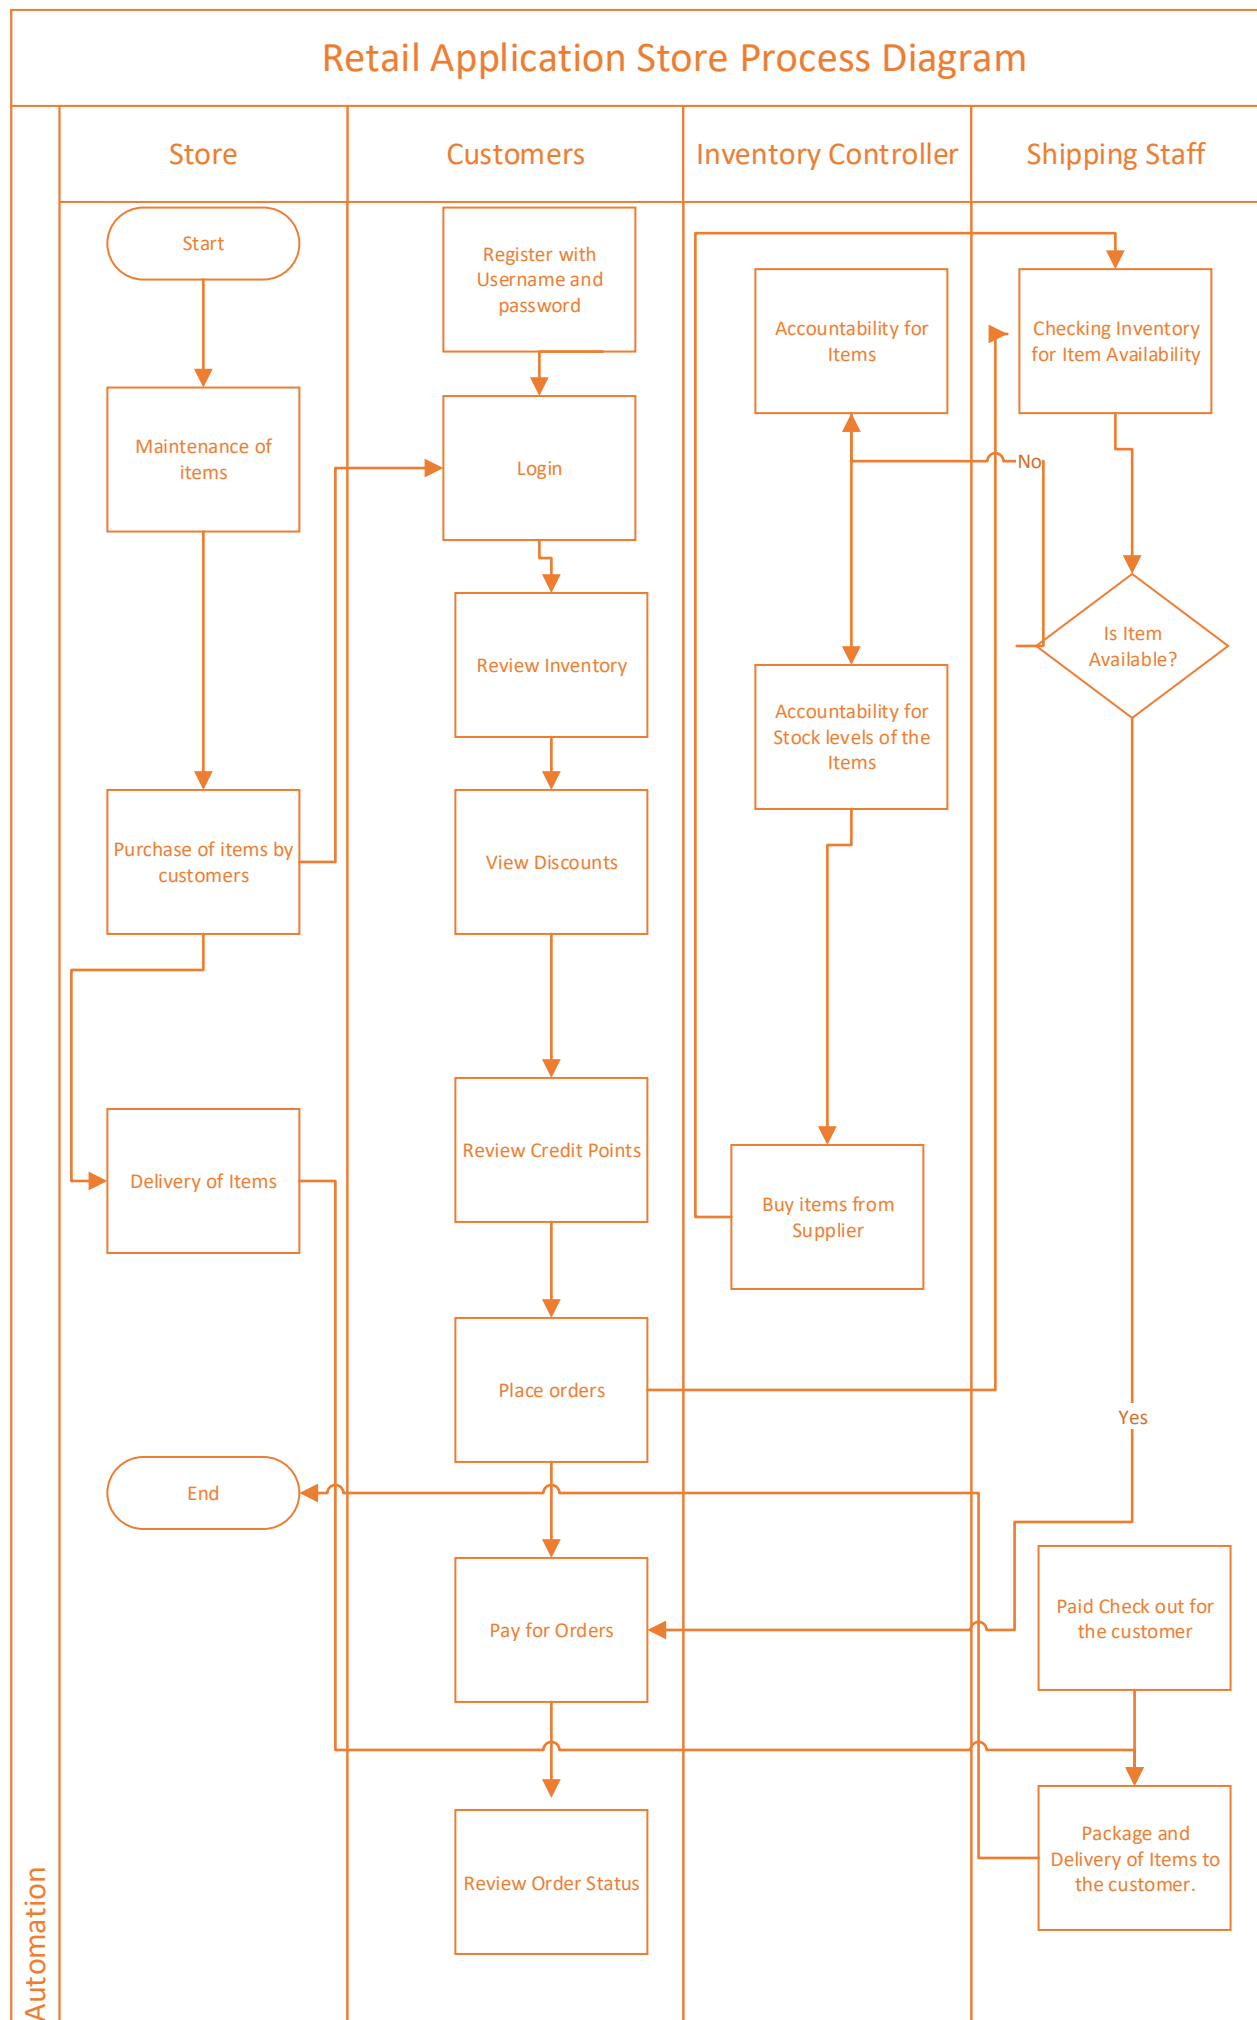 Retail Application Store Process Diagram
Store
Customers
Inventory Controller
Shipping Staff
Automation
Start
Maintenance of
items
Purchase of items by
customers
Delivery of Items
End
Register with
Username and
password
Login
Review Inventory
View Discounts
Review Credit Points
Place orders
Pay for Orders
Review Order Status
Accountability for
Items
Accountability for
Stock levels of the
Items
Buy items from
Supplier
Checking Inventory
for Item Availability
No
Is Item
Available?
Yes
Paid Check out for
the customer
Package and
Delivery of Items to
the customer.